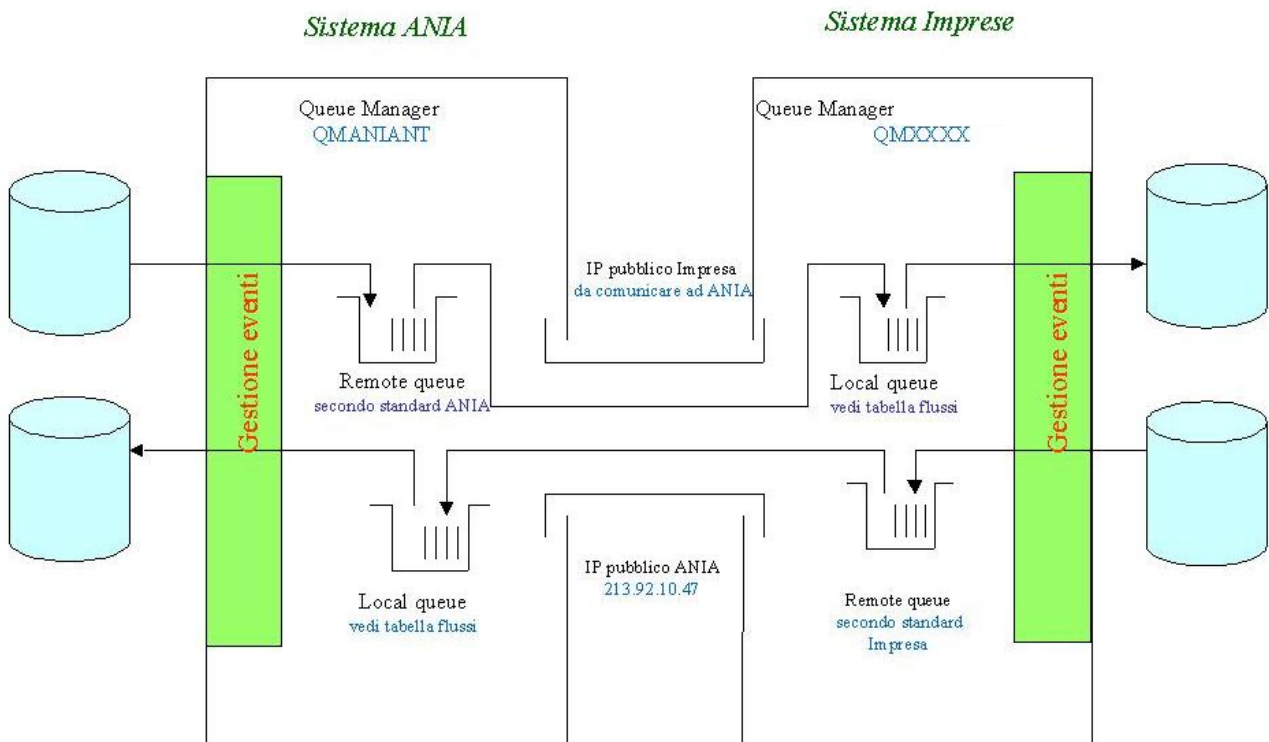 Sistema ANIA
Sistema Imprese
Queue Manager
QMANIANT
Queue Manager
QMXXXX
Gestione eventi
IP pubblico Impresa
da comunicare ad ANIA
Gestione eventi
Remote queue
secondo standard ANIA
Local queue
vedi tabella flussi
Local queue
vedi tabella flussi
IP pubblico ANIA
213.92.10.47
Remote queue
secondo standard
Impresa